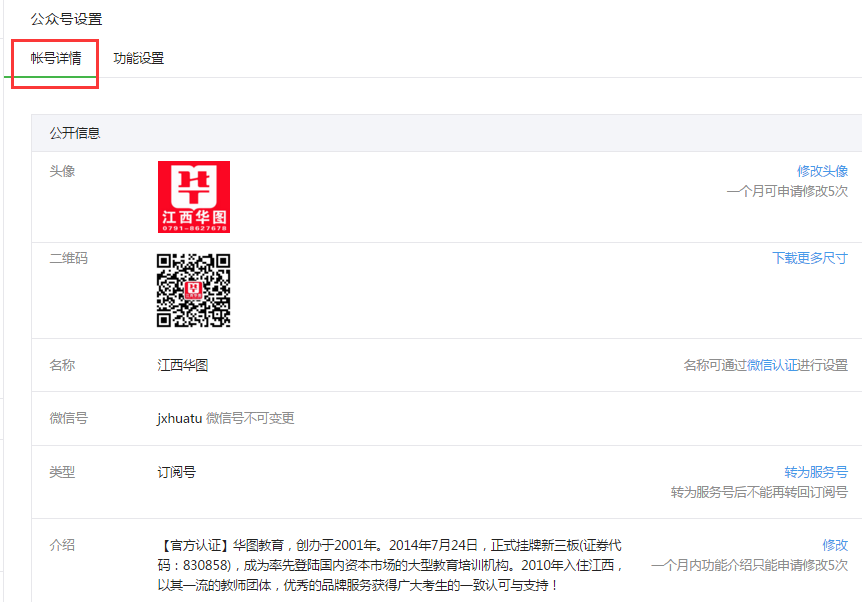 公众号设置
帐号详情 功能设置
公开信息
头像
修改头像
一个月可申请修改5次
江西华图
0791-8627678
二维码
下载更多尺寸
名称 江西华图 名称可通过微信认证进行设置
微信号 jxhuatu 微信号不可变更
类型 订阅号 转为服务号
转为服务号后不能再转回订阅号
介绍 【官方认证】华图教育，创办于2001年。2014年7月24日，正式挂牌新三板(证券代 修改
码：830858)，成为率先登陆国内资本市场的大型教育培训机构。2010年入住江西， 一个月内功能介绍只能申请修改5次
以其一流的教师团体，优秀的品牌服务获得广大考生的一致认可与支持！